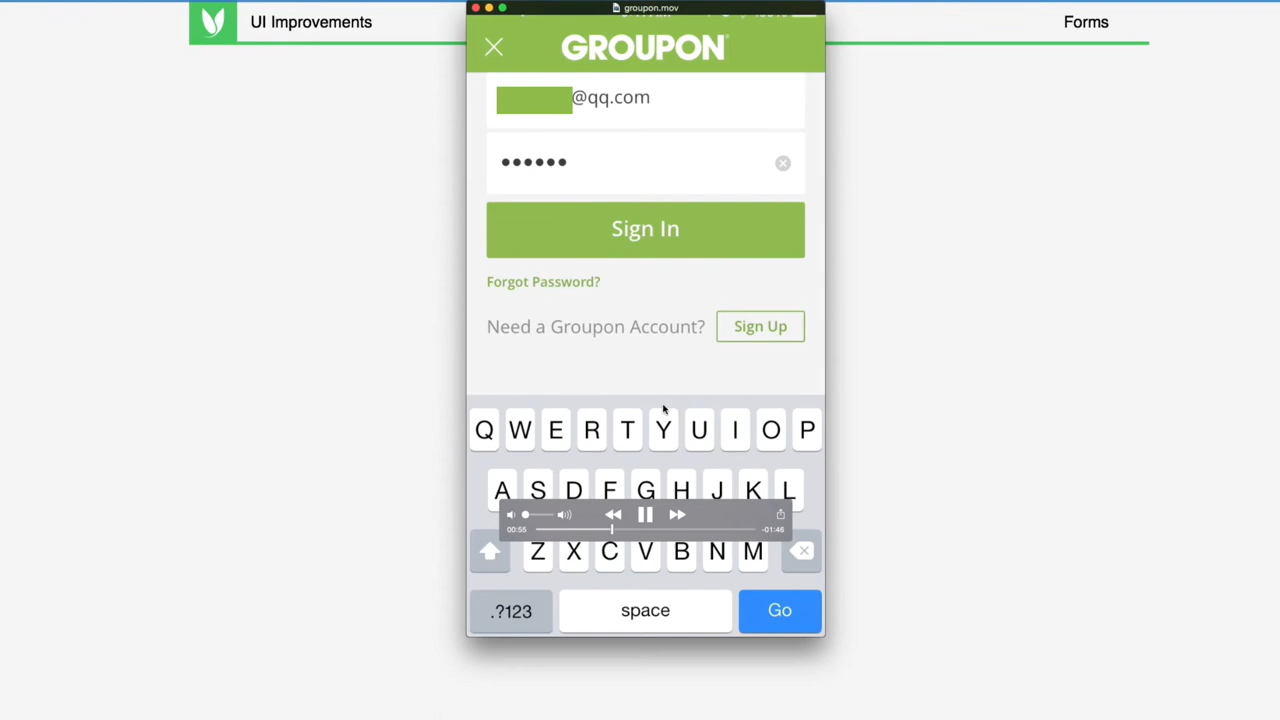 groupon.mov
UI Improvements
Forms
GROUPON
@qq.com
••••••
Sign In
Forgot Password?
Need a Groupon Account?
Sign Up
Q W E R T Y U I O P
A S D F G H J K L
00:55
-01:46
Z X C V B N M
.?123
space
Go